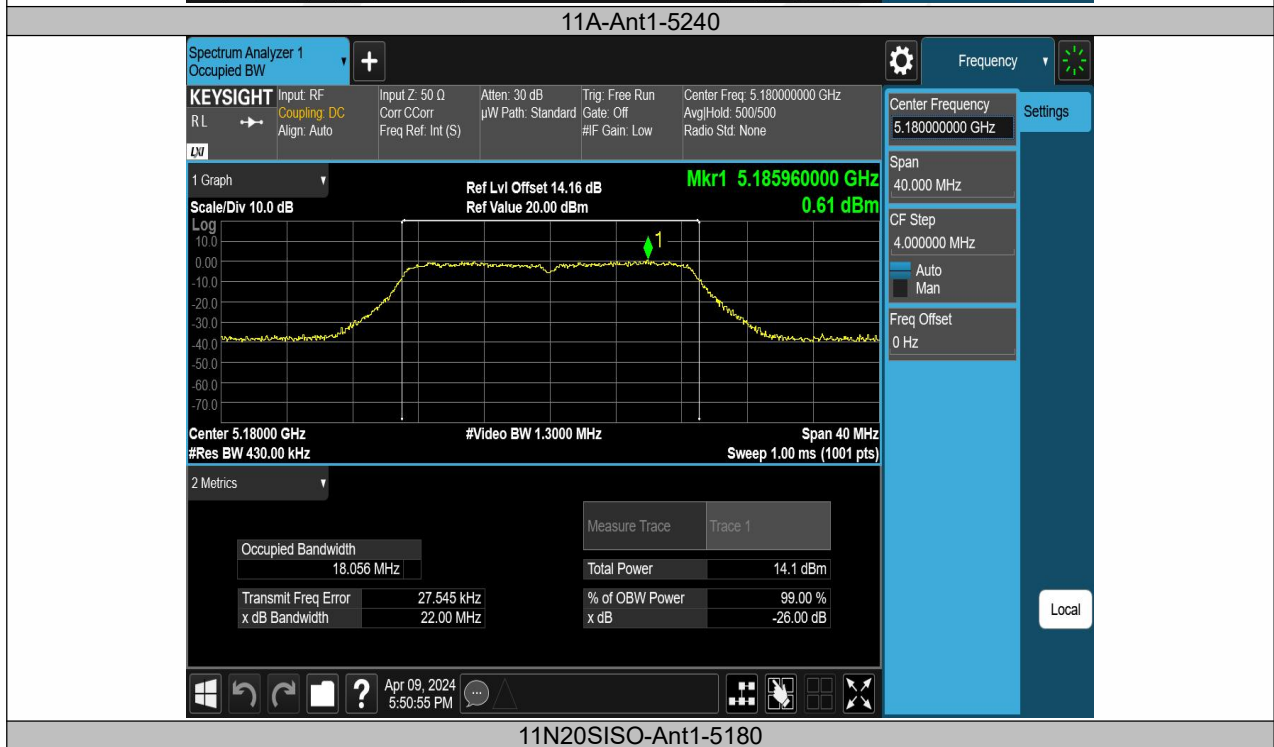 11A-Ant1-5240
Spectrum Analyzer 1
Occupied BW
+
Frequency
KEYSIGHT
R L
LXI
Input: RF
Coupling: DC
Align: Auto
Input Z: 50 Ω
Corr CCorr
Freq Ref: Int (S)
Atten: 30 dB
µW Path: Standard
Trig: Free Run
Gate: Off
#IF Gain: Low
Center Freq: 5.180000000 GHz
Avg|Hold: 500/500
Radio Std: None
Center Frequency
5.180000000 GHz
Settings
Span
40.000 MHz
CF Step
4.000000 MHz
Auto
Man
Freq Offset
0 Hz
Local
1 Graph
Scale/Div 10.0 dB
Ref Lvl Offset 14.16 dB
Ref Value 20.00 dBm
Mkr1 5.185960000 GHz
0.61 dBm
Log
10.0
0.00
-10.0
-20.0
-30.0
-40.0
-50.0
-60.0
-70.0
1
Center 5.18000 GHz
#Video BW 1.3000 MHz
Span 40 MHz
#Res BW 430.00 kHz
Sweep 1.00 ms (1001 pts)
2 Metrics
Measure Trace Trace 1
Occupied Bandwidth
18.056 MHz
Total Power 14.1 dBm
Transmit Freq Error 27.545 kHz
% of OBW Power 99.00 %
x dB Bandwidth 22.00 MHz
x dB -26.00 dB
?
Apr 09, 2024
5:50:55 PM
11N20SISO-Ant1-5180